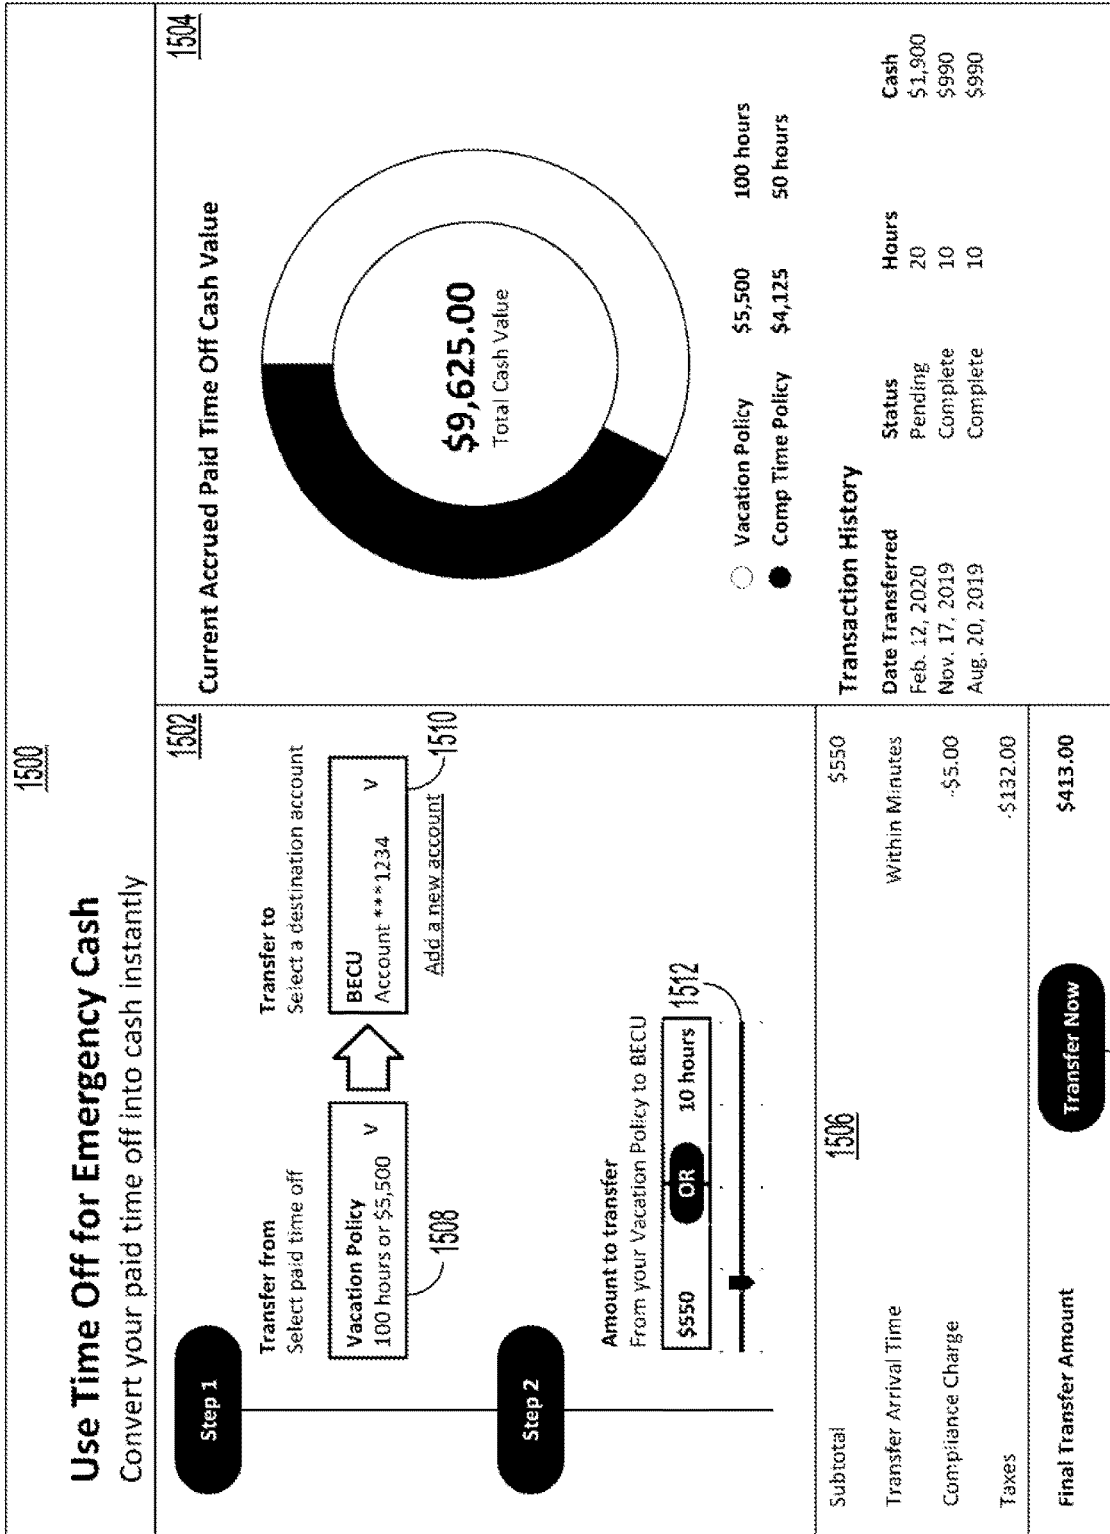 1500
Use Time Off for Emergency Cash
Convert your paid time off into cash instantly
1502
Step 1
Transfer from
Select paid time off
Vacation Policy
100 hours or $5,500 V
1508
Transfer to
Select a destination account
BECU
Account ***1234 V
1510
Add a new account
Step 2
Amount to transfer
From your Vacation Policy to BECU
$550 OR 10 hours
1512
1506
Subtotal $550
Transfer Arrival Time Within Minutes
Compliance Charge -$5.00
Taxes -$132.00
Final Transfer Amount Transfer Now $413.00
1504
Current Accrued Paid Time Off Cash Value
$9,625.00
Total Cash Value
Vacation Policy $5,500 100 hours
Comp Time Policy $4,125 50 hours
Transaction History
Date Transferred Status Hours Cash
Feb. 12, 2020 Pending 20 $1,900
Nov. 17, 2019 Complete 10 $990
Aug. 20, 2019 Complete 10 $990